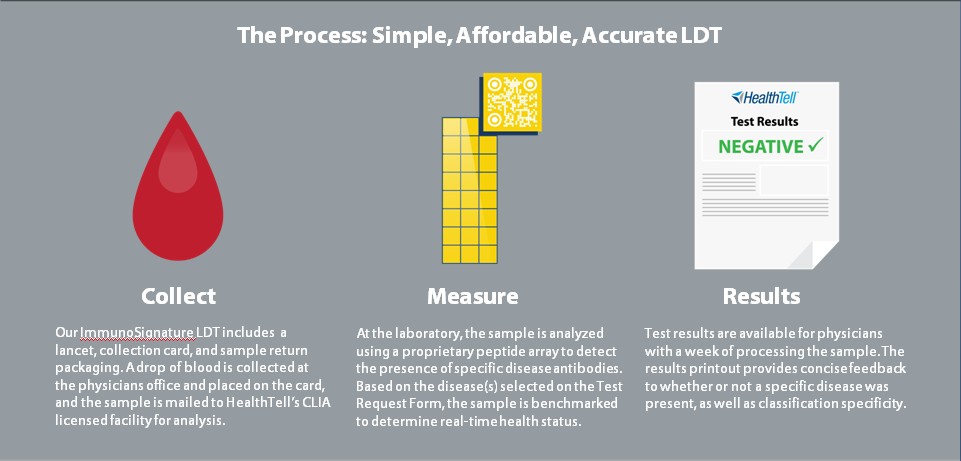 The Process: Simple, Affordable, Accurate LDT
HealthTell
Test Results
NEGATIVE ✓
Collect
Our ImmunoSignature LDT includes a
lancet, collection card, and sample return
packaging. A drop of blood is collected at
the physicians office and placed on the card,
and the sample is mailed to HealthTell's CLIA
licensed facility for analysis.
Measure
At the laboratory, the sample is analyzed
using a proprietary peptide array to detect
the presence of specific disease antibodies.
Based on the disease(s) selected on the Test
Request Form, the sample is benchmarked
to determine real-time health status.
Results
Test results are available for physicians
with a week of processing the sample. The
results printout provides concise feedback
to whether or not a specific disease was
present, as well as classification specificity.